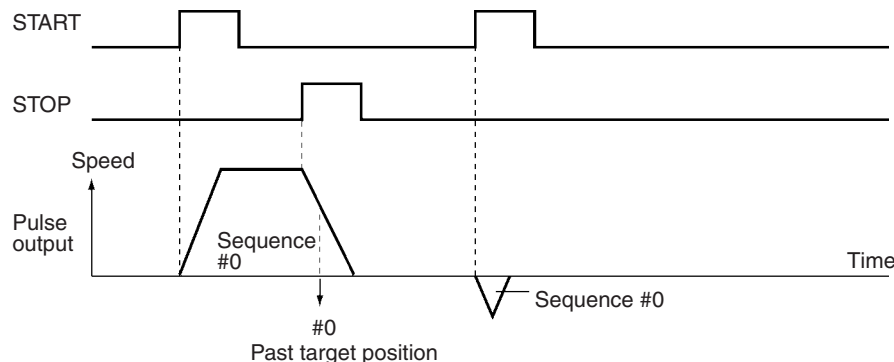 START
STOP
Speed
Pulse
output
Sequence
#0
Time
Sequence #0
#0
Past target position